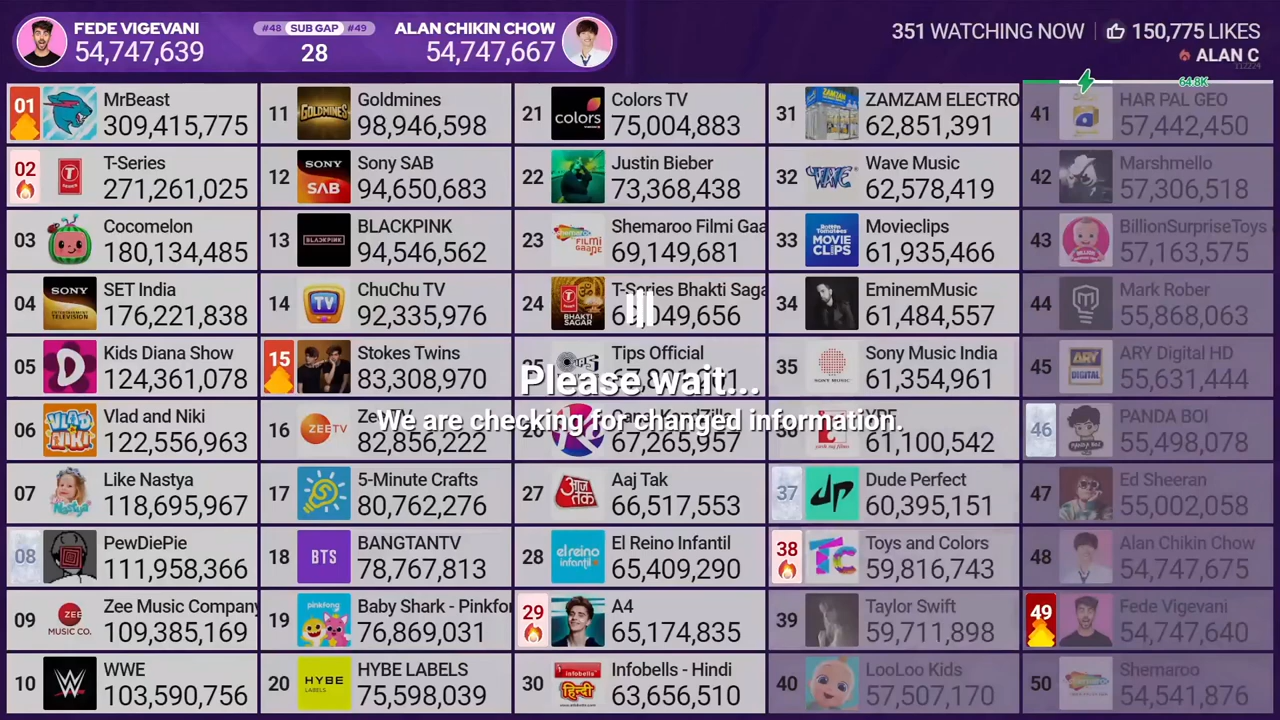 FEDE VIGEVANI
54,747,639
#48 SUB GAP #49
28
ALAN CHIKIN CHOW
54,747,667
351 WATCHING NOW
150,775 LIKES
ALAN C
64.8K
01 MrBeast
309,415,775
02 T-Series
271,261,025
03 Cocomelon
180,134,485
04 SET India
176,221,838
05 Kids Diana Show
124,361,078
06 Vlad and Niki
122,556,963
07 Like Nastya
118,695,967
08 PewDiePie
111,958,366
09 Zee Music Company
109,385,169
10 WWE
103,590,756
11 Goldmines
98,946,598
12 Sony SAB
94,650,683
13 BLACKPINK
94,546,562
14 ChuChu TV
92,335,976
15 Stokes Twins
83,308,970
16
82,856,222
17 5-Minute Crafts
80,762,276
18 BANGTANTV
78,767,813
19 Baby Shark - Pinkfon
76,869,031
20 HYBE LABELS
75,598,039
21 Colors TV
75,004,883
22 Justin Bieber
73,368,438
23 Shemaroo Filmi Gaa
69,149,681
24 T-Series Bhakti Saga
049,656
25 Tips Official
Please wait...
We are checking for changed information.
67,265,957
27 Aaj Tak
66,517,553
28 El Reino Infantil
65,409,290
29 A4
65,174,835
30 Infobells - Hindi
63,656,510
31 ZAMZAM ELECTRO
62,851,391
32 Wave Music
62,578,419
33 Movieclips
61,935,466
34 EminemMusic
61,484,557
35 Sony Music India
61,354,961
61,100,542
37 Dude Perfect
60,395,151
38 Toys and Colors
59,816,743
39 Taylor Swift
59,711,898
40 LooLoo Kids
57,507,170
41 HAR PAL GEO
57,442,450
42 Marshmello
57,306,518
43 BillionSurpriseToys
57,163,575
44 Mark Rober
55,868,063
45 ARY Digital HD
55,631,444
46 PANDA BOI
55,498,078
47 Ed Sheeran
55,002,058
48 Alan Chikin Chow
54,747,675
49 Fede Vigevani
54,747,640
50 Shemaroo
54,541,876